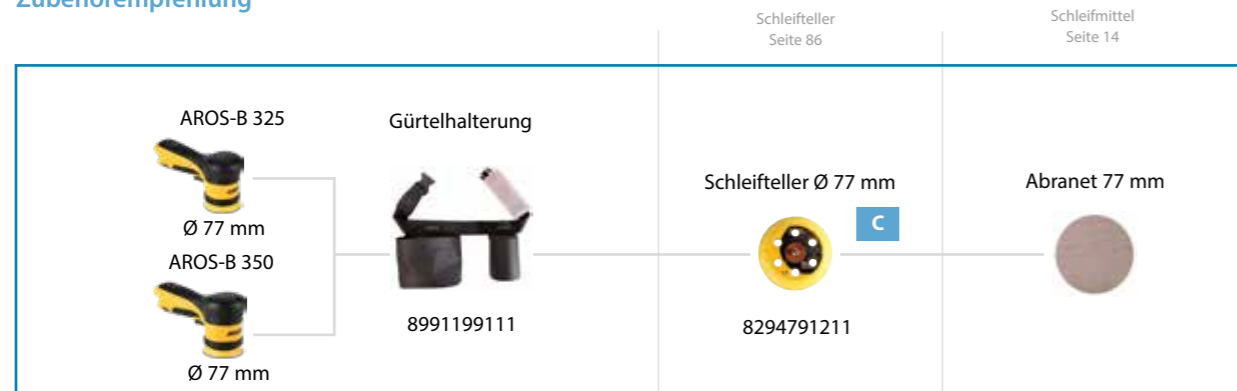 Zubehörempfehlung
Schleifteller
Seite 86
Schleifmittel
Seite 14
AROS-B 325
Ø 77 mm
AROS-B 350
Ø 77 mm
Gürtelhalterung
8991199111
Schleifteller Ø 77 mm
C
8294791211
Abranet 77 mm